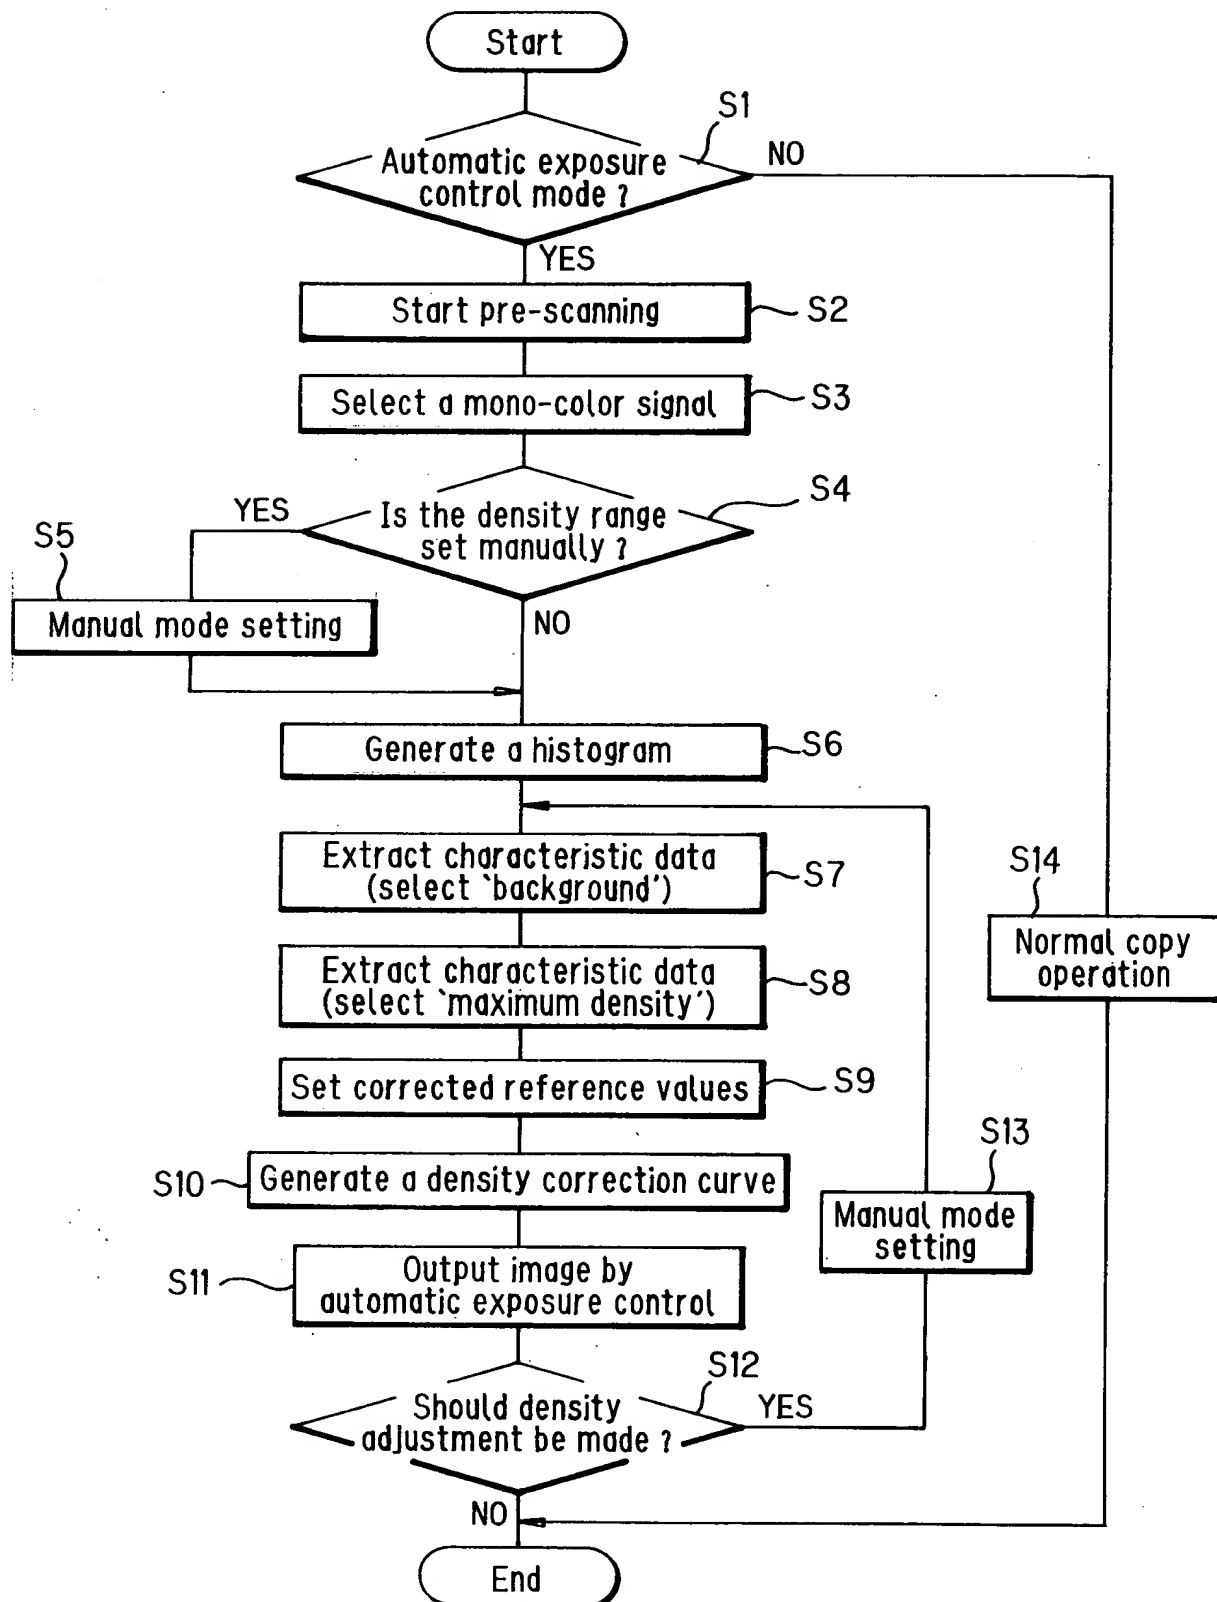 Start
S1
Automatic exposure
control mode ?
NO
YES
Start pre-scanning
S2
Select a mono-color signal
S3
S4
Is the density range
set manually ?
YES
S5
Manual mode setting
NO
Generate a histogram
S6
Extract characteristic data
(select ‵background′)
S7
Extract characteristic data
(select ‵maximum density′)
S8
S14
Normal copy
operation
Set corrected reference values
S9
S10
Generate a density correction curve
S13
Manual mode
setting
S11
Output image by
automatic exposure control
S12
Should density
adjustment be made ?
YES
NO
End